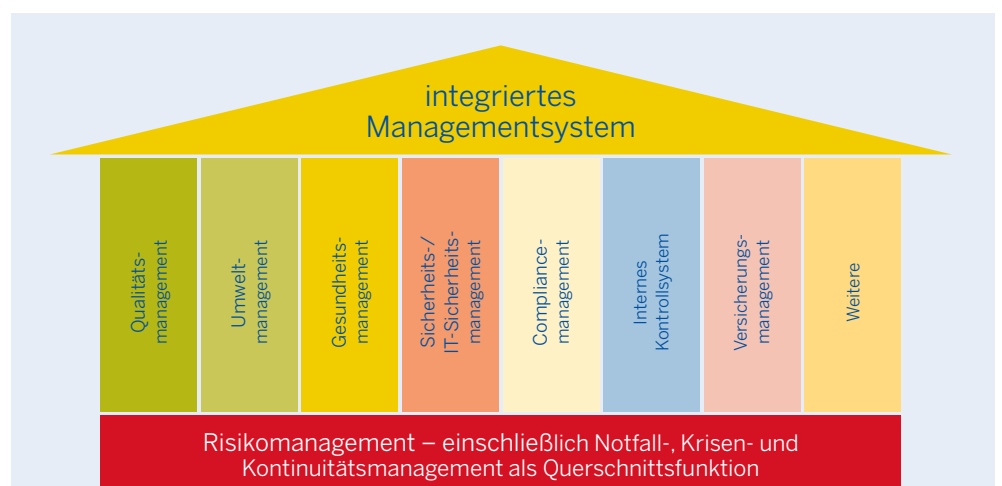 integriertes
Managementsystem
Qualitäts-
management
Umwelt-
management
Gesundheits-
management
Sicherheits-/
IT-Sicherheits-
management
Compliance-
management
Internes
Kontrollsystem
Versicherungs-
management
Weitere
Risikomanagement – einschließlich Notfall-, Krisen- und
Kontinuitätsmanagement als Querschnittsfunktion